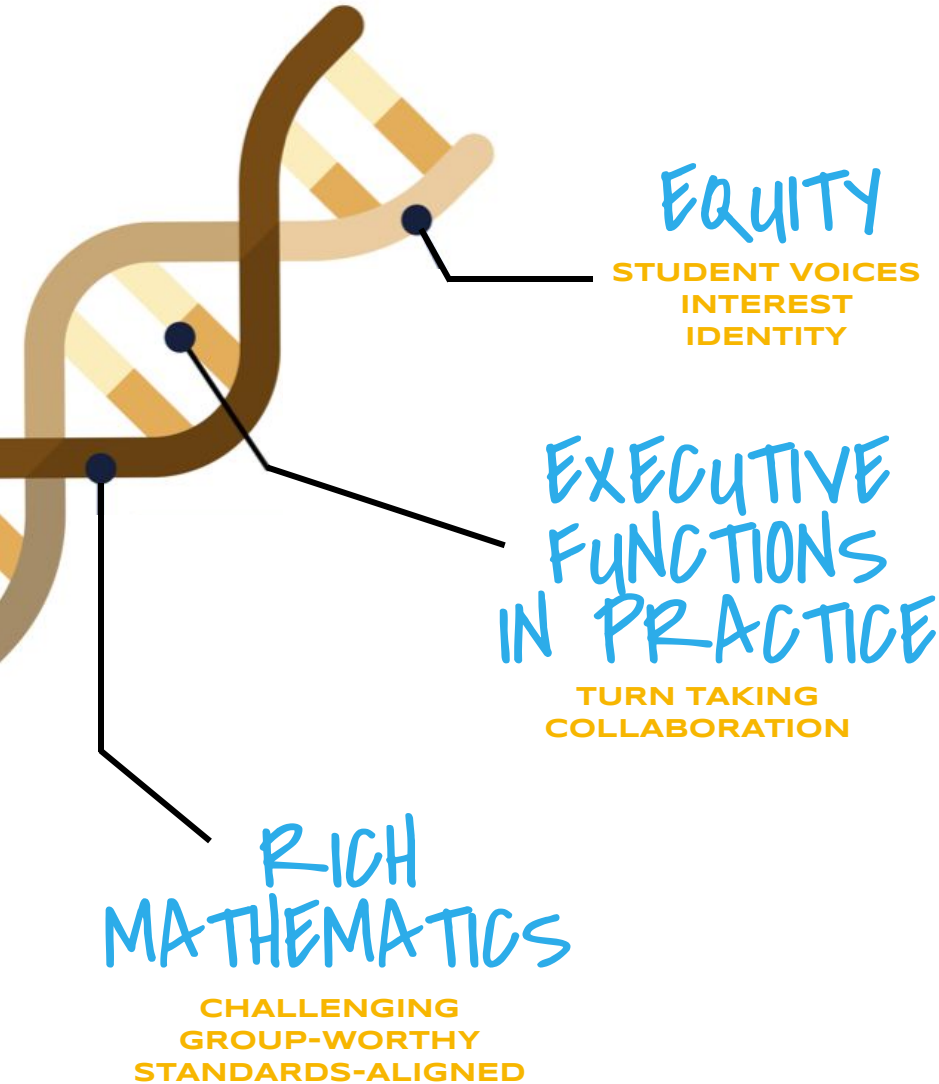 EQUITY
STUDENT VOICES
INTEREST
IDENTITY
EXECUTIVE
FUNCTIONS
IN PRACTICE
TURN TAKING
COLLABORATION
RICH
MATHEMATICS
CHALLENGING
GROUP-WORTHY
STANDARDS-ALIGNED